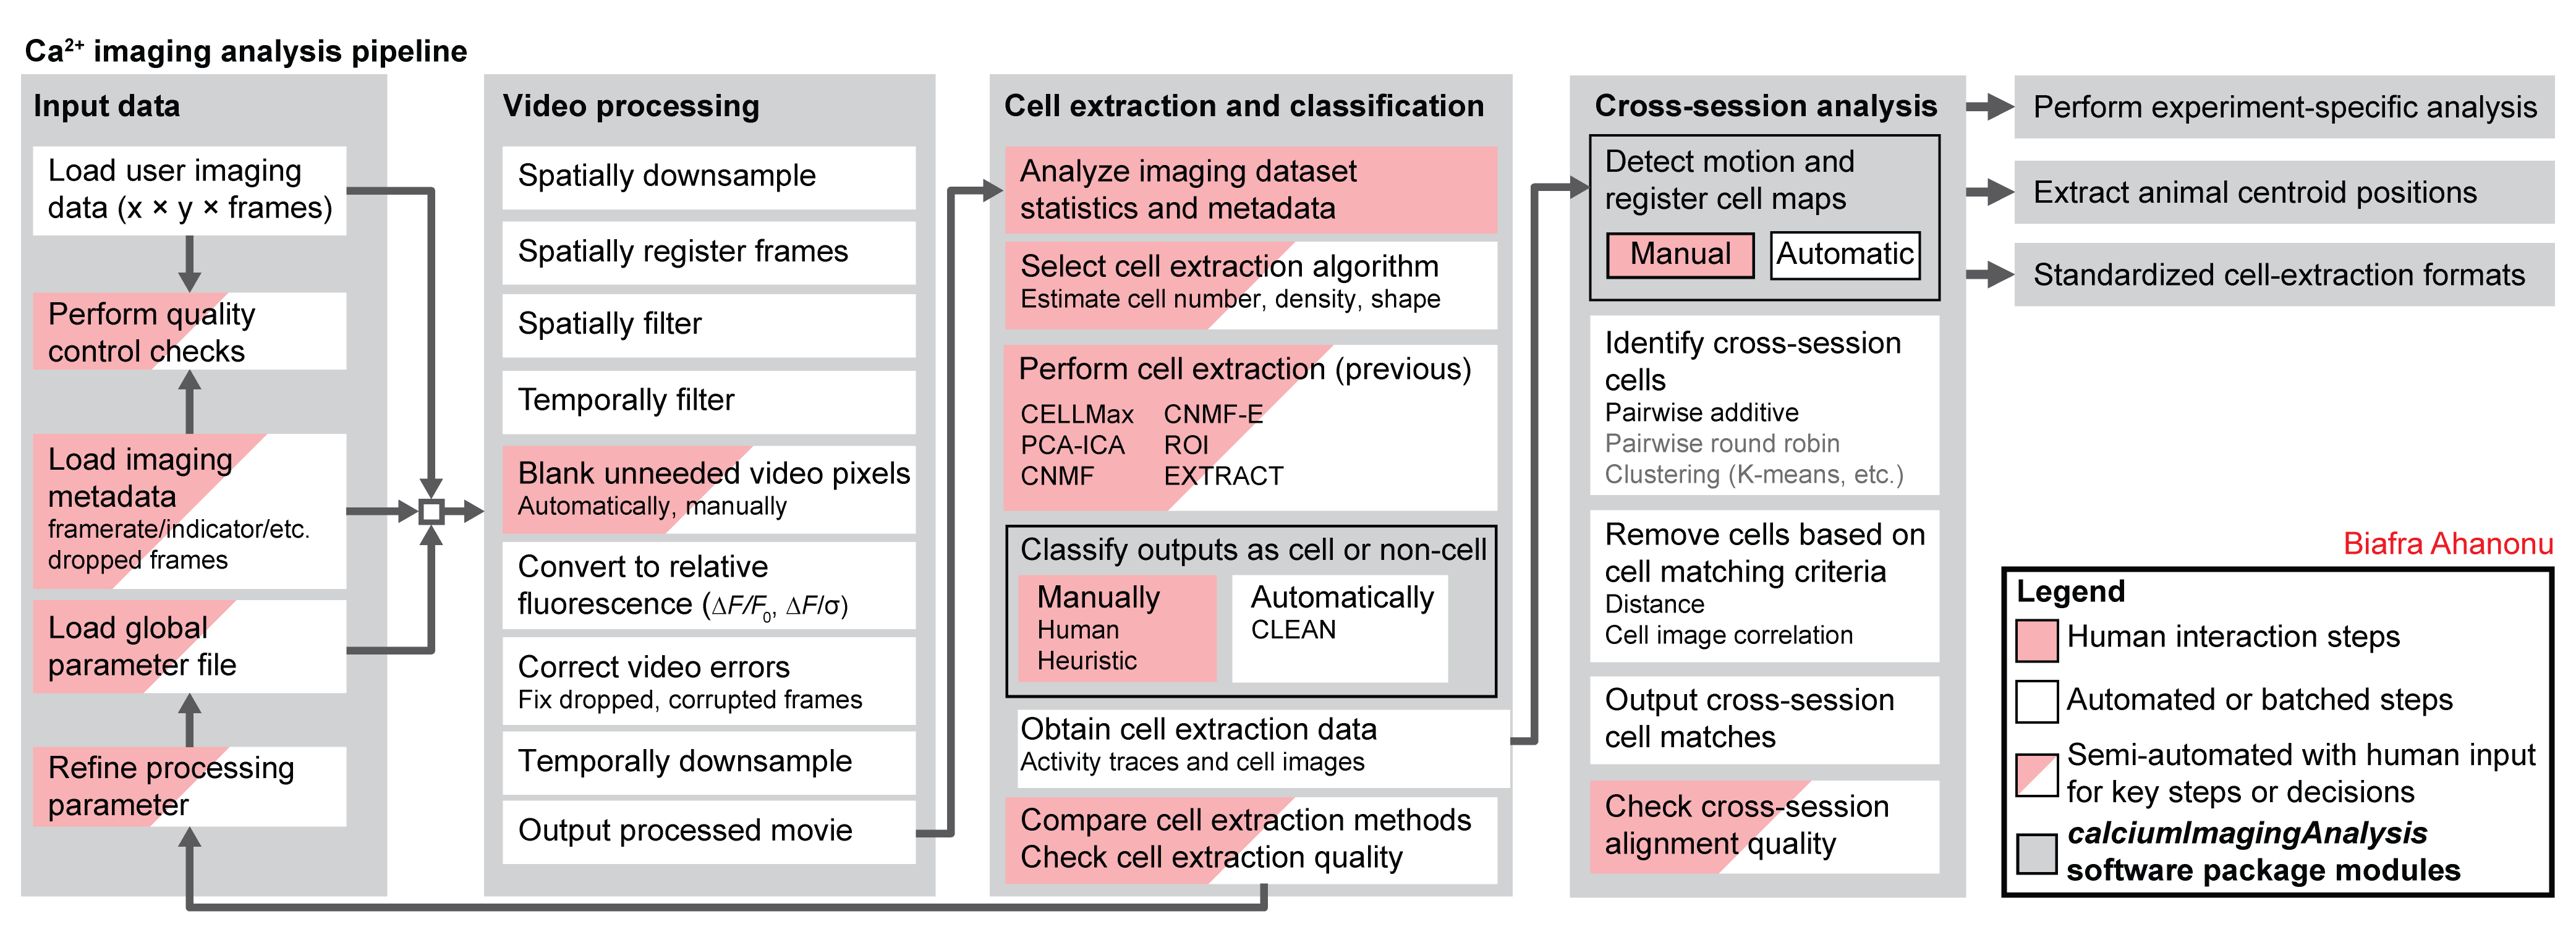 Ca²⁺ imaging analysis pipeline
Input data
Load user imaging
data (x × y × frames)
Perform quality
control checks
Load imaging
metadata
framerate/indicator/etc.
dropped frames
Load global
parameter file
Refine processing
parameter
Video processing
Spatially downsample
Spatially register frames
Spatially filter
Temporally filter
Blank unneeded video pixels
Automatically, manually
Convert to relative
fluorescence (ΔF/F₀, ΔF/σ)
Correct video errors
Fix dropped, corrupted frames
Temporally downsample
Output processed movie
Cell extraction and classification
Analyze imaging dataset
statistics and metadata
Select cell extraction algorithm
Estimate cell number, density, shape
Perform cell extraction (previous)
CELLMax CNMF-E
PCA-ICA ROI
CNMF EXTRACT
Classify outputs as cell or non-cell
Manually
Human
Heuristic
Automatically
CLEAN
Obtain cell extraction data
Activity traces and cell images
Compare cell extraction methods
Check cell extraction quality
Cross-session analysis
Detect motion and
register cell maps
Manual Automatic
Identify cross-session
cells
Pairwise additive
Pairwise round robin
Clustering (K-means, etc.)
Remove cells based on
cell matching criteria
Distance
Cell image correlation
Output cross-session
cell matches
Check cross-session
alignment quality
Perform experiment-specific analysis
Extract animal centroid positions
Standardized cell-extraction formats
Biafra Ahanonu
Legend
Human interaction steps
Automated or batched steps
Semi-automated with human input
for key steps or decisions
calciumImagingAnalysis
software package modules